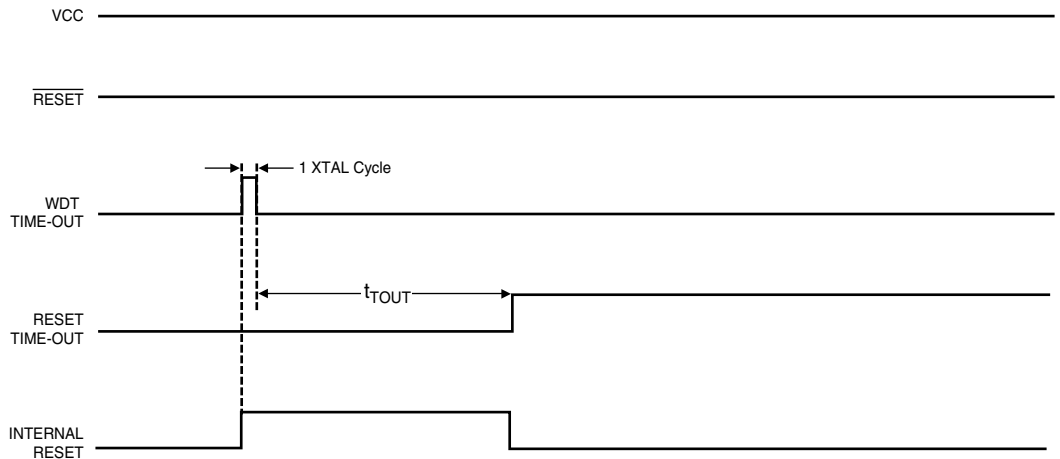 VCC
RESET
1 XTAL Cycle
WDT
TIME-OUT
tTOUT
RESET
TIME-OUT
INTERNAL
RESET